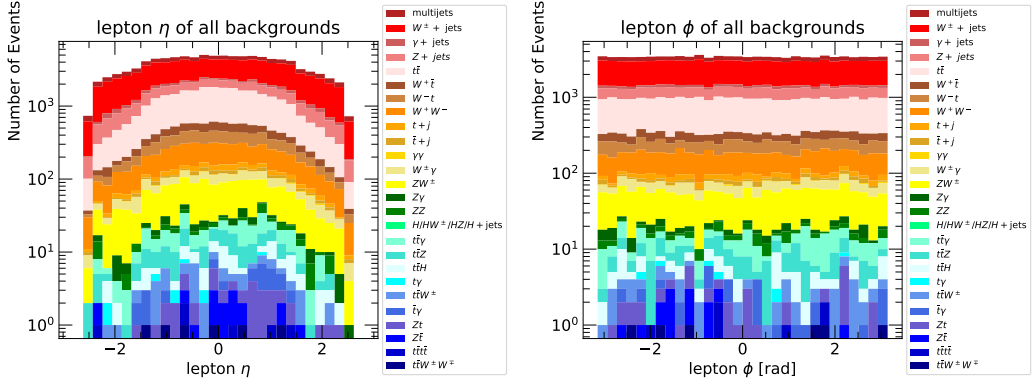 lepton η of all backgrounds
Number of Events
10³
10²
10¹
10⁰
−2
0
2
lepton η
multijets
W± + jets
γ + jets
Z + jets
tt̄
W⁺t̄
W⁻t
W⁺W⁻
t + j
t̄ + j
γγ
W±γ
ZW±
Zγ
ZZ
H/HW±/HZ/H + jets
tt̄γ
tt̄Z
tt̄H
tγ
tt̄W±
t̄γ
Zt
Zt̄
tt̄tt̄
tt̄W±W∓
lepton ϕ of all backgrounds
Number of Events
10³
10²
10¹
10⁰
−2
0
2
lepton ϕ [rad]
multijets
W± + jets
γ + jets
Z + jets
tt̄
W⁺t̄
W⁻t
W⁺W⁻
t + j
t̄ + j
γγ
W±γ
ZW±
Zγ
ZZ
H/HW±/HZ/H + jets
tt̄γ
tt̄Z
tt̄H
tγ
tt̄W±
t̄γ
Zt
Zt̄
tt̄tt̄
tt̄W±W∓